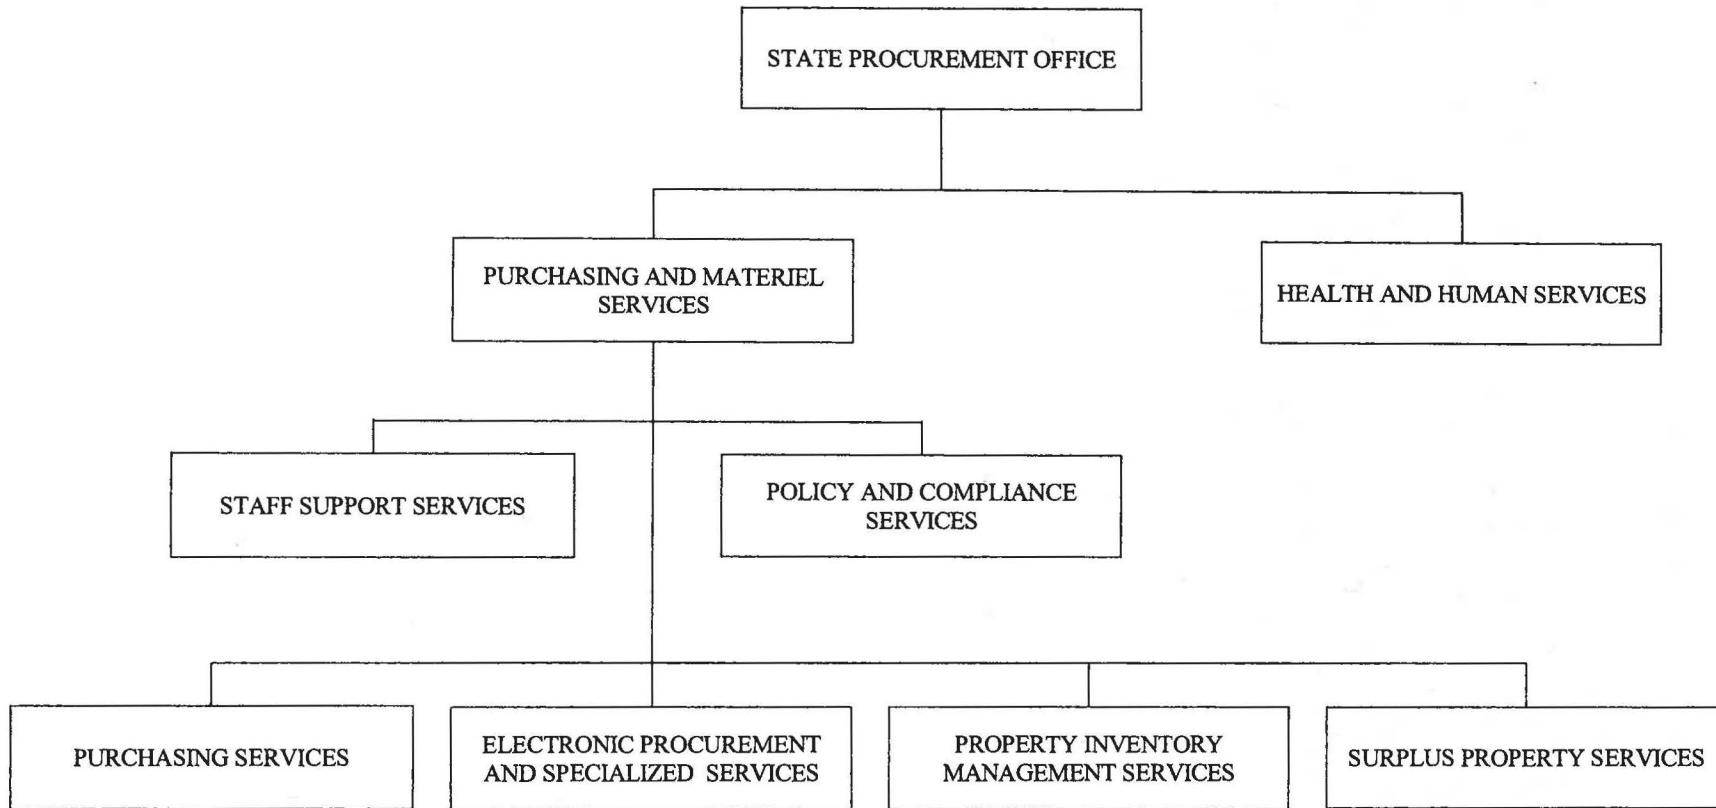 STATE PROCUREMENT OFFICE
PURCHASING AND MATERIEL
SERVICES
HEALTH AND HUMAN SERVICES
STAFF SUPPORT SERVICES
POLICY AND COMPLIANCE
SERVICES
PURCHASING SERVICES
ELECTRONIC PROCUREMENT
AND SPECIALIZED SERVICES
PROPERTY INVENTORY
MANAGEMENT SERVICES
SURPLUS PROPERTY SERVICES